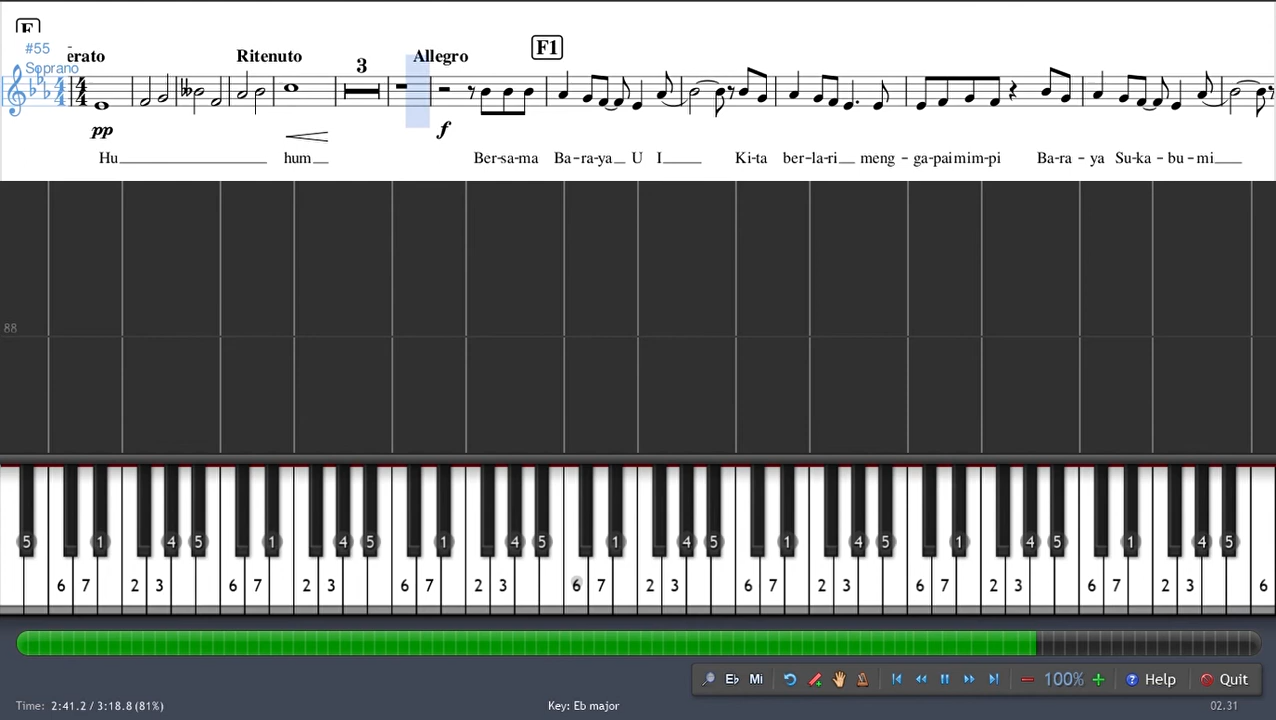 F
#55
Soprano
erato
Ritenuto
3
Allegro
F1
pp
f
Hu hum Ber-sa-ma Ba-ra-ya U I Ki-ta ber-la-ri meng-ga-paimim-pi Ba-ra-ya Su-ka-bu-mi
88
5 1 4 5 1 4 5 1 4 5 1 4 5 1 4 5 1 4 5 1 4 5
6 7 2 3 6 7 2 3 6 7 2 3 6 7 2 3 6 7 2 3 6 7 2 3 6 7 2 3 6
Eb Mi 100% Help Quit
Time: 2:41.2 / 3:18.8 (81%) Key: Eb major 02.31